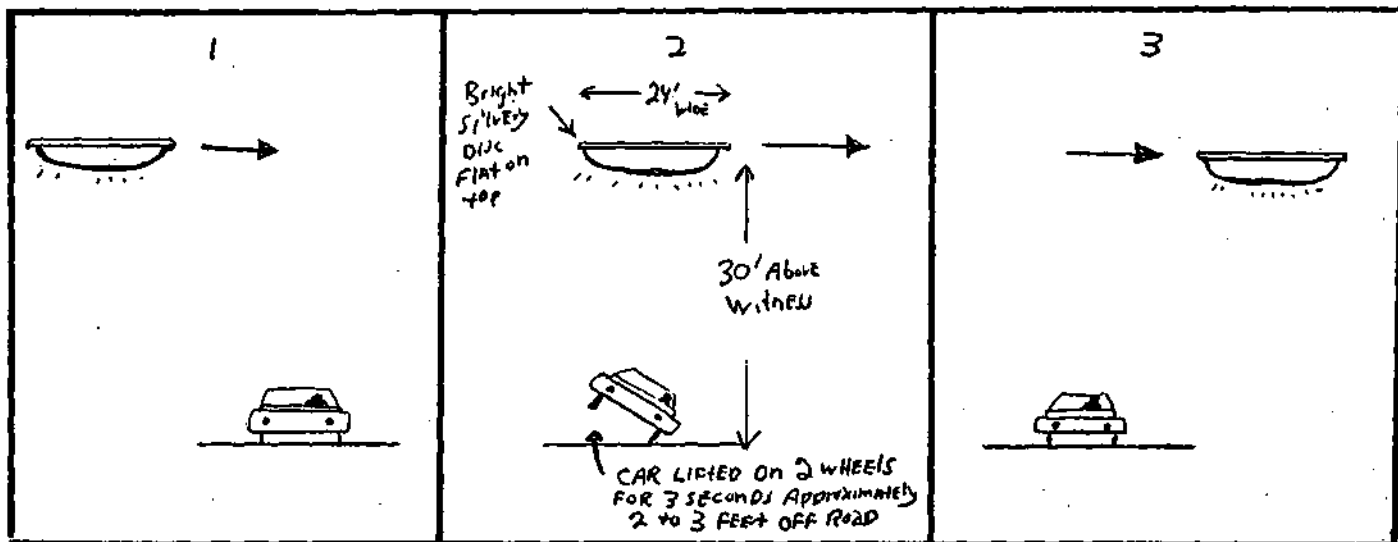 1
2
3
Bright
SILVERY
DISC
FLAT on
top
24'
WIDE
30' Above
Witness
CAR LIFTED ON 2 WHEELS
FOR 3 SECONDS Approximately
2 to 3 FEET OFF ROAD